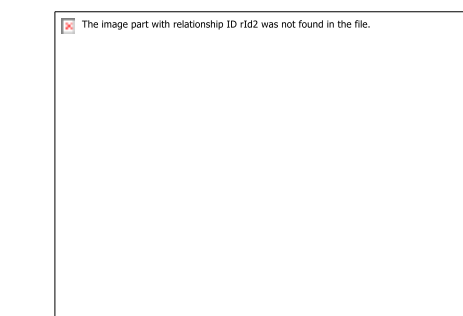 The image part with relationship ID rId2 was not found in the file.